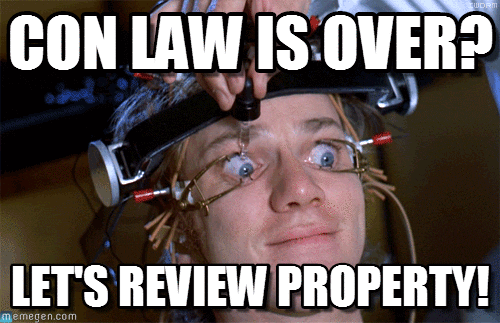 CON LAW IS OVER?
LET'S REVIEW PROPERTY!
memegen.com